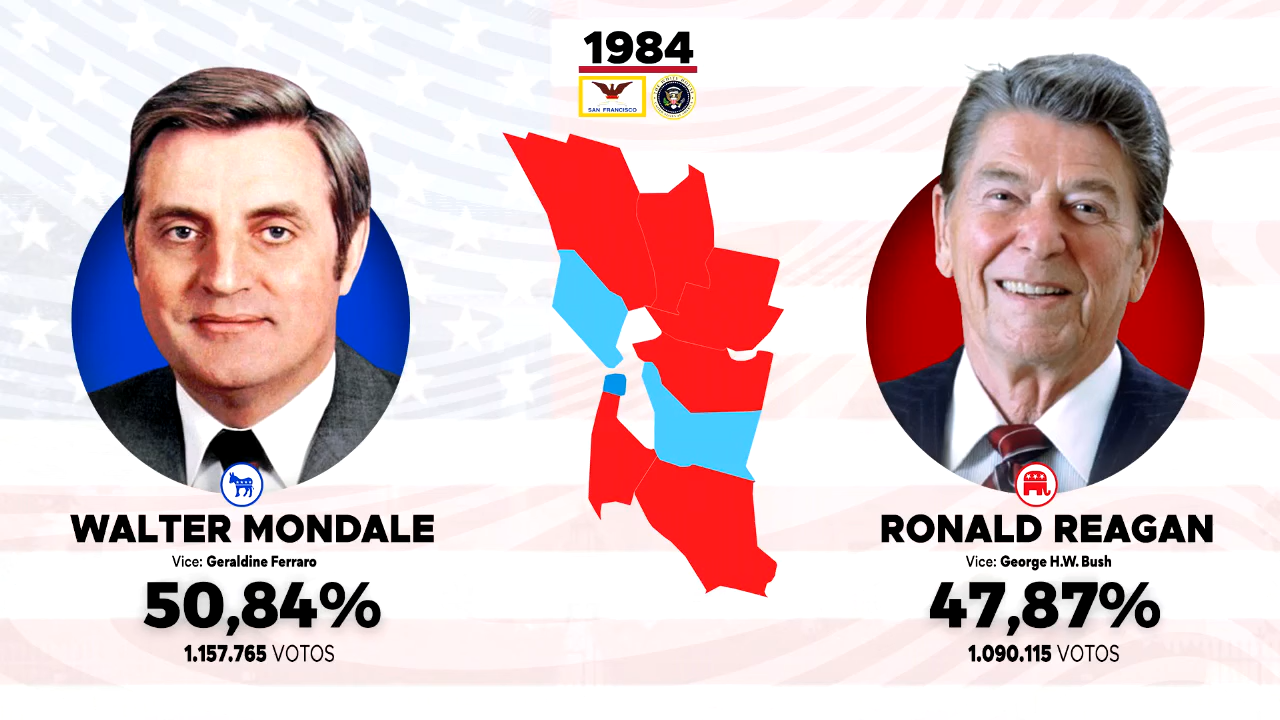 1984
SAN FRANCISCO
WALTER MONDALE
Vice: Geraldine Ferraro
50,84%
1.157.765 VOTOS
RONALD REAGAN
Vice: George H.W. Bush
47,87%
1.090.115 VOTOS